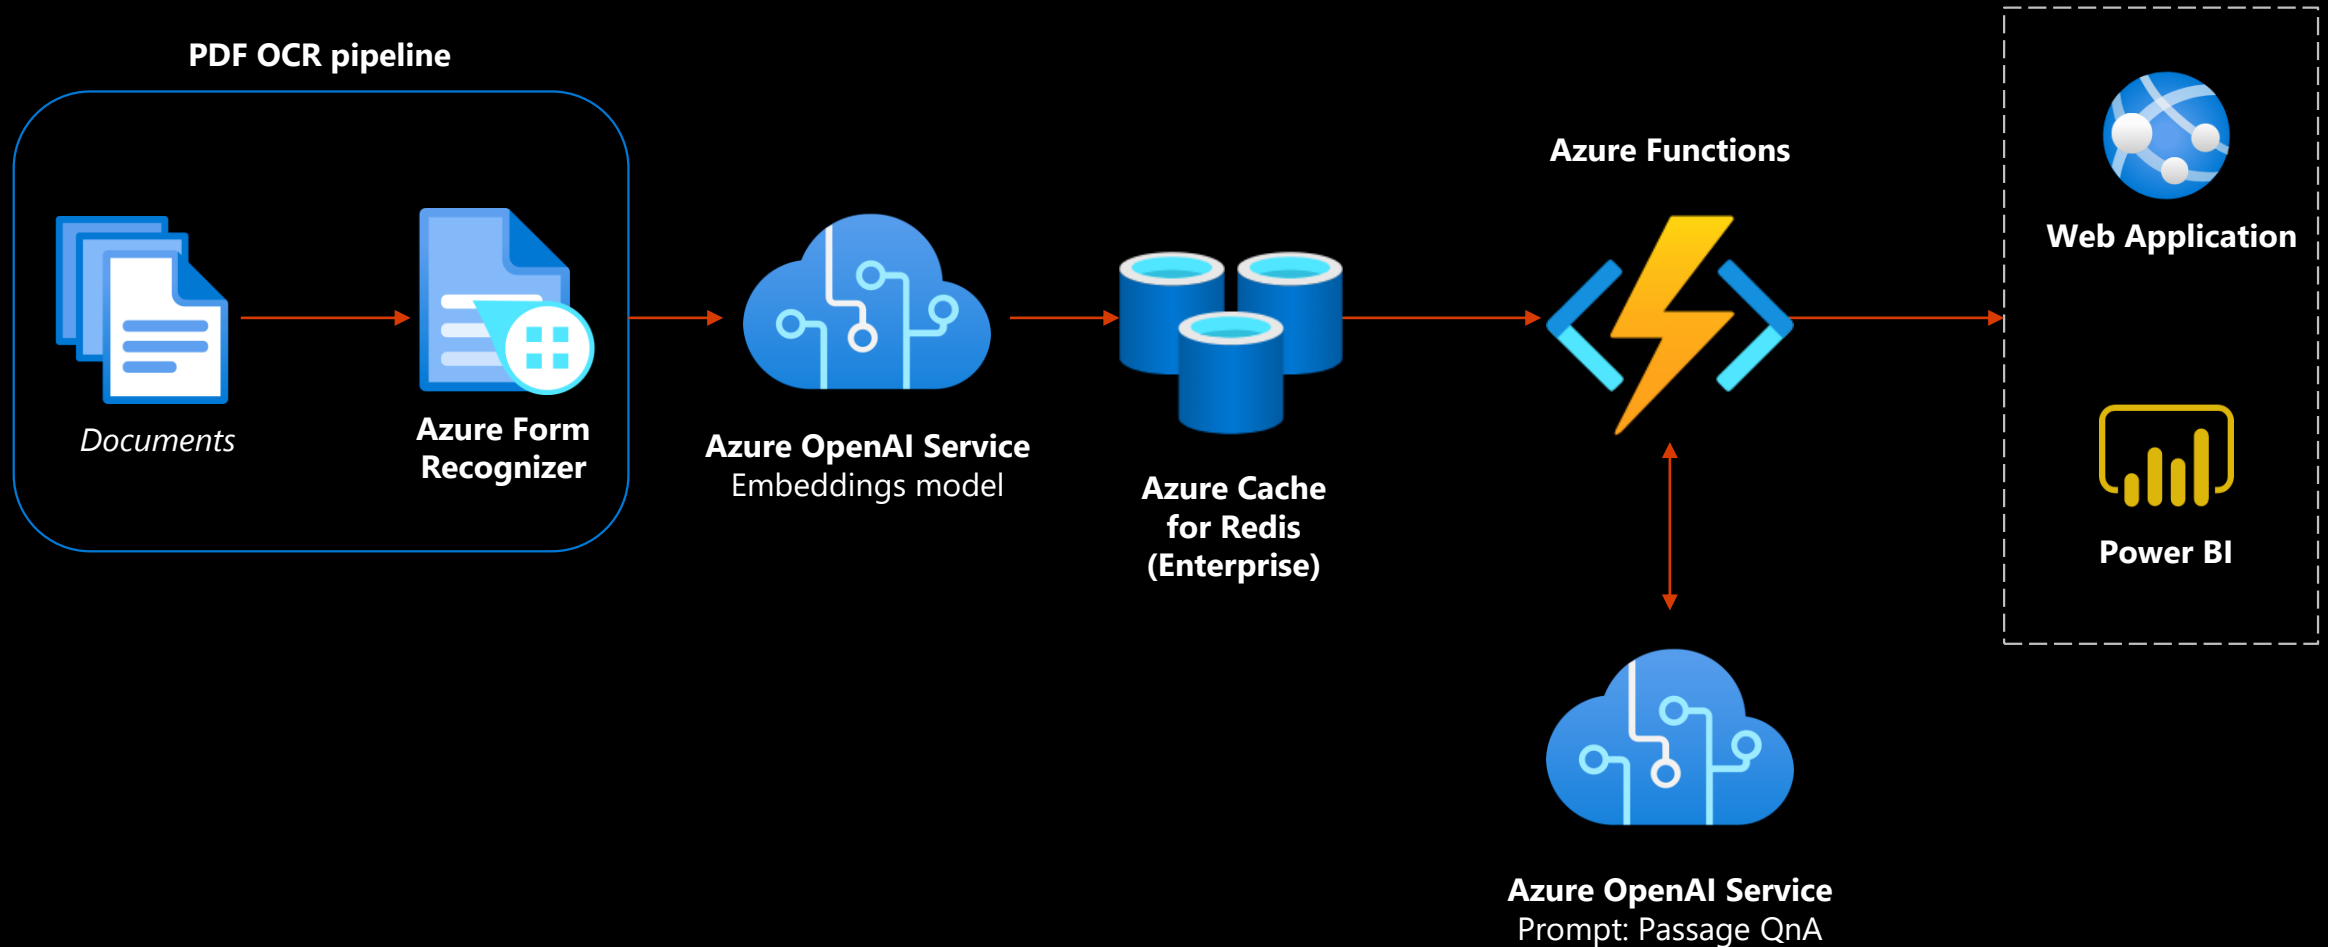 PDF OCR pipeline
Documents
Azure Form
Recognizer
Azure OpenAI Service
Embeddings model
Azure Cache
for Redis
(Enterprise)
Azure Functions
Azure OpenAI Service
Prompt: Passage QnA
Web Application
Power BI